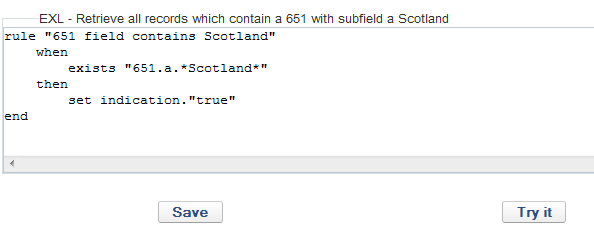 EXL - Retrieve all records which contain a 651 with subfield a Scotland
rule "651 field contains Scotland"
when
exists "651.a.*Scotland*"
then
set indication."true"
end
Save Try it